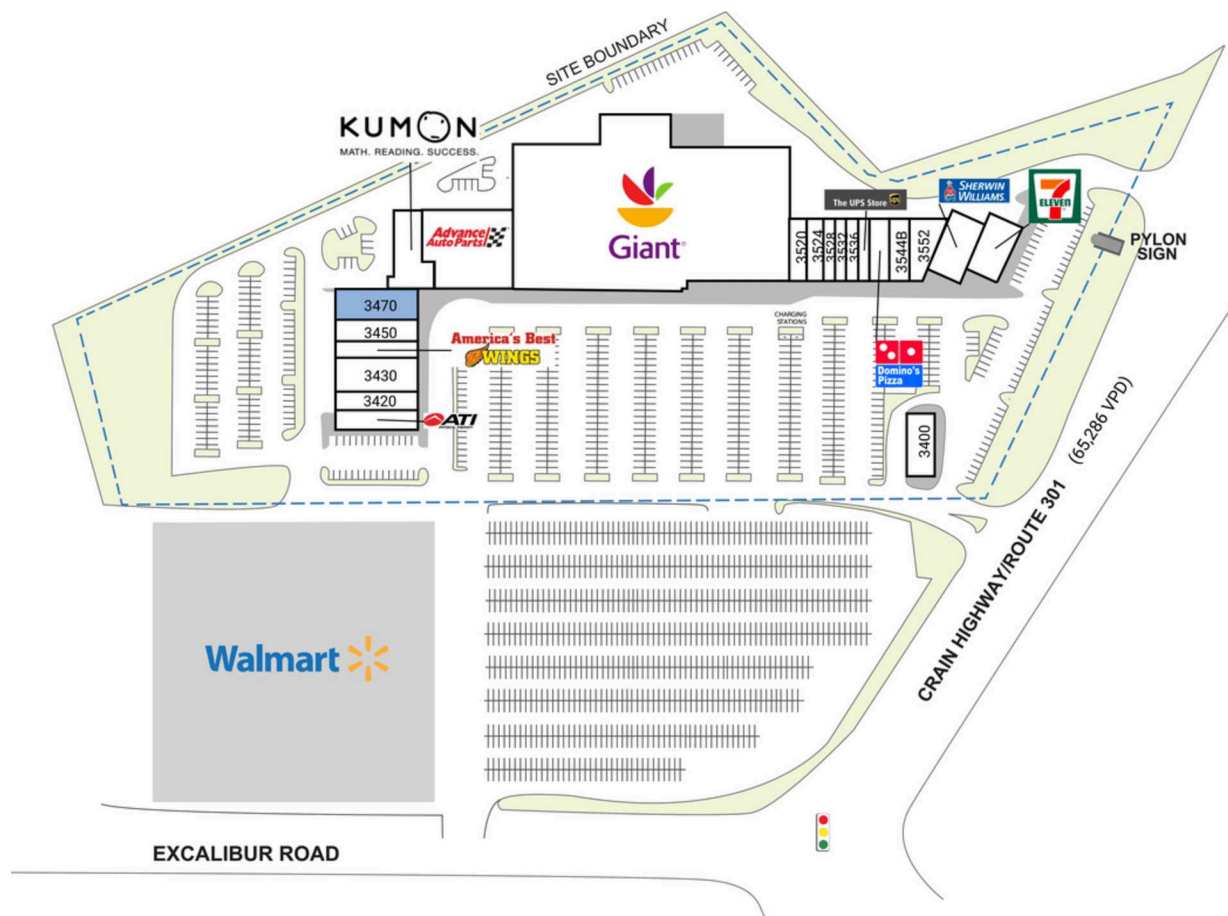 SITE BOUNDARY
KUMON
MATH. READING. SUCCESS.
Advance
Auto Parts
Giant
The UPS Store
SHERWIN
WILLIAMS
7
ELEVEN
PYLON
SIGN
3520
3524
3528
3532
3536
3544B
3552
3470
3450
America's Best
WINGS
3430
3420
ATI
CHARGING
STATIONS
Domino's
Pizza
3400
CRAIN HIGHWAY/ROUTE 301 (65,286 VPD)
Walmart
EXCALIBUR ROAD